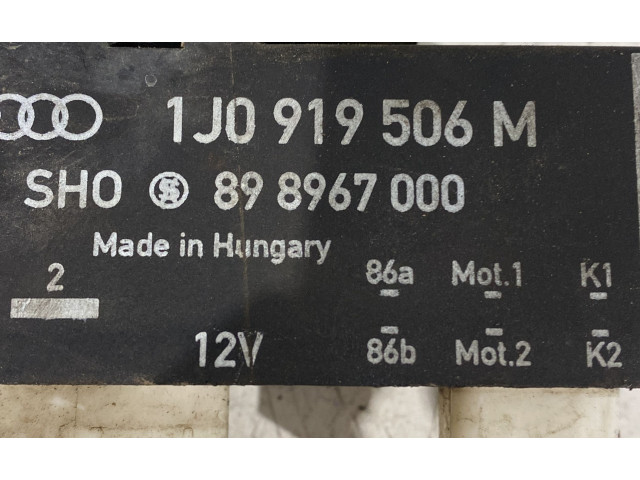 1J0 919 506 M
SHO 89 8967 000
Made in Hungary
2
86a Mot.1 K1
12V 86b Mot.2 K2